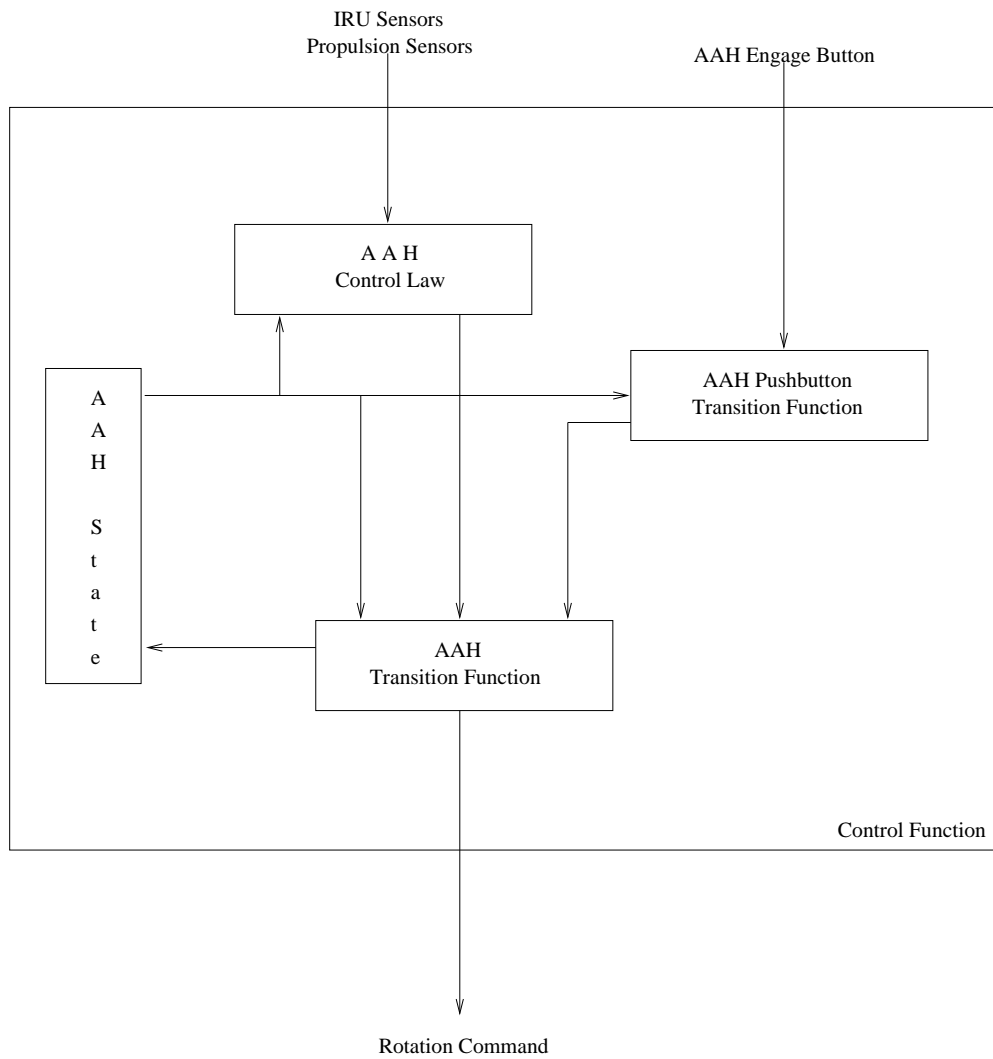 IRU Sensors
Propulsion Sensors
AAH Engage Button
A A H
Control Law
AAH Pushbutton
Transition Function
A
A
H
S
t
a
t
e
AAH
Transition Function
Control Function
Rotation Command